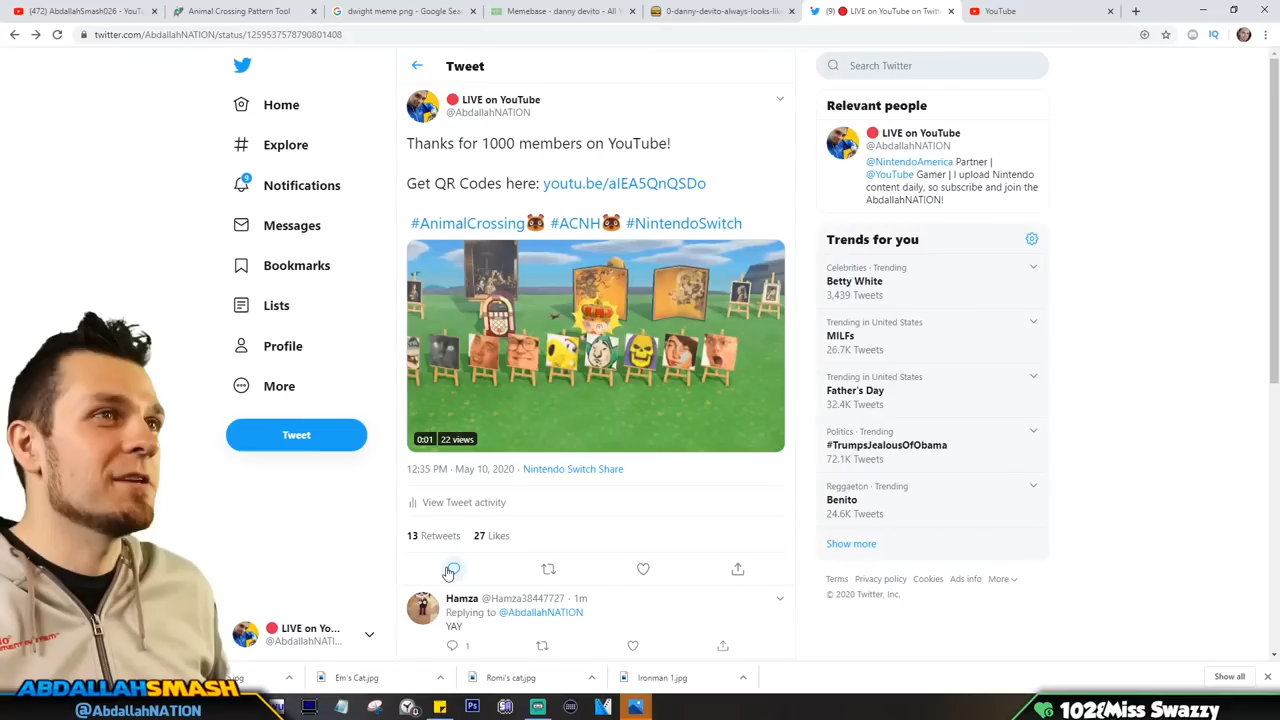 (472) AbdallahSmash026 - YouT
Animal Crossing Pattern Tool
dwight meme png - Google Sea
Memebase - danny devito - All
0-danny-devito-always-looks-lik
(9) 🔴 LIVE on YouTube on Twitt
YouTube
twitter.com/AbdallahNATION/status/1259537578790801408
Home
Explore
9
Notifications
Messages
Bookmarks
Lists
Profile
More
Tweet
🔴 LIVE on Yo...
@AbdallahNATI...
Tweet
🔴 LIVE on YouTube
@AbdallahNATION
Thanks for 1000 members on YouTube!
Get QR Codes here: youtu.be/aIEA5QnQSDo
#AnimalCrossing #ACNH #NintendoSwitch
0:01 22 views
12:35 PM · May 10, 2020 · Nintendo Switch Share
View Tweet activity
13 Retweets 27 Likes
Hamza @Hamza38447727 · 1m
Replying to @AbdallahNATION
YAY
1
Search Twitter
Relevant people
🔴 LIVE on YouTube
@AbdallahNATION
@NintendoAmerica Partner |
@YouTube Gamer | I upload Nintendo
content daily, so subscribe and join the
AbdallahNATION!
Trends for you
Celebrities · Trending
Betty White
3,439 Tweets
Trending in United States
MILFs
26.7K Tweets
Trending in United States
Father's Day
32.4K Tweets
Politics · Trending
#TrumpsJealousOfObama
72.1K Tweets
Reggaeton · Trending
Benito
24.6K Tweets
Show more
Terms Privacy policy Cookies Ads info More
© 2020 Twitter, Inc.
.jpg
Em's Cat.jpg
Romi's cat.jpg
Ironman 1.jpg
Show all
ABDALLAHSMASH
@AbdallahNATION
102(Miss Swazzy